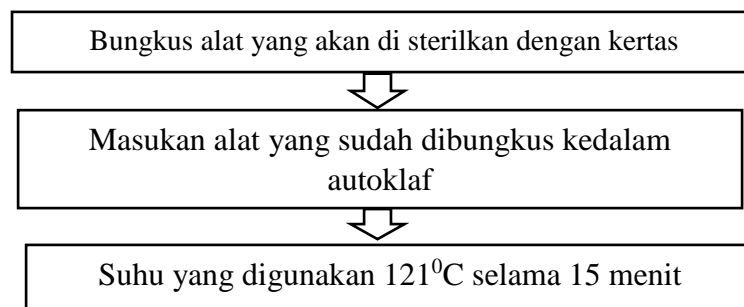 Bungkus alat yang akan di sterilkan dengan kertas
Masukan alat yang sudah dibungkus kedalam
autoklaf
Suhu yang digunakan 121⁰C selama 15 menit